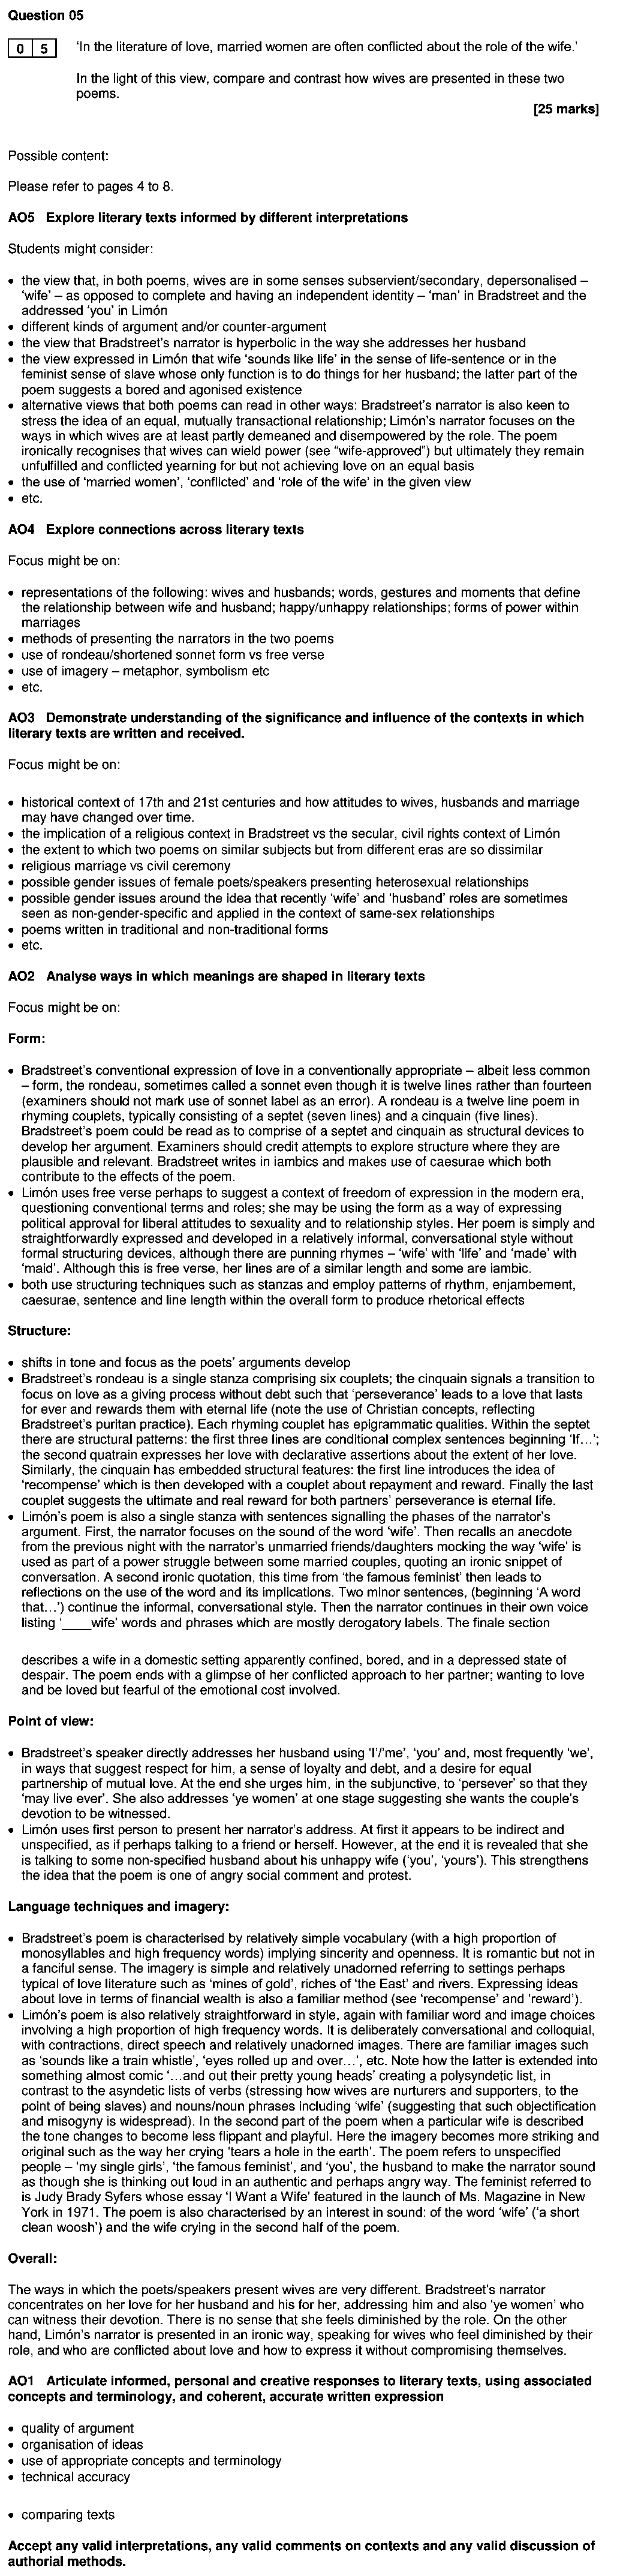 Question 05
0 5 ‘In the literature of love, married women are often conflicted about the role of the wife.’
In the light of this view, compare and contrast how wives are presented in these two
poems.
[25 marks]
Possible content:
Please refer to pages 4 to 8.
AO5 Explore literary texts informed by different interpretations
Students might consider:
• the view that, in both poems, wives are in some senses subservient/secondary, depersonalised –
‘wife’ – as opposed to complete and having an independent identity – ‘man’ in Bradstreet and the
addressed ‘you’ in Limón
• different kinds of argument and/or counter-argument
• the view that Bradstreet’s narrator is hyperbolic in the way she addresses her husband
• the view expressed in Limón that wife ‘sounds like life’ in the sense of life-sentence or in the
feminist sense of slave whose only function is to do things for her husband; the latter part of the
poem suggests a bored and agonised existence
• alternative views that both poems can read in other ways: Bradstreet’s narrator is also keen to
stress the idea of an equal, mutually transactional relationship; Limón’s narrator focuses on the
ways in which wives are at least partly demeaned and disempowered by the role. The poem
ironically recognises that wives can wield power (see “wife-approved”) but ultimately they remain
unfulfilled and conflicted yearning for but not achieving love on an equal basis
• the use of ‘married women’, ‘conflicted’ and ‘role of the wife’ in the given view
• etc.
AO4 Explore connections across literary texts
Focus might be on:
• representations of the following: wives and husbands; words, gestures and moments that define
the relationship between wife and husband; happy/unhappy relationships; forms of power within
marriages
• methods of presenting the narrators in the two poems
• use of rondeau/shortened sonnet form vs free verse
• use of imagery – metaphor, symbolism etc
• etc.
AO3 Demonstrate understanding of the significance and influence of the contexts in which
literary texts are written and received.
Focus might be on:
• historical context of 17th and 21st centuries and how attitudes to wives, husbands and marriage
may have changed over time.
• the implication of a religious context in Bradstreet vs the secular, civil rights context of Limón
• the extent to which two poems on similar subjects but from different eras are so dissimilar
• religious marriage vs civil ceremony
• possible gender issues of female poets/speakers presenting heterosexual relationships
• possible gender issues around the idea that recently ‘wife’ and ‘husband’ roles are sometimes
seen as non-gender-specific and applied in the context of same-sex relationships
• poems written in traditional and non-traditional forms
• etc.
AO2 Analyse ways in which meanings are shaped in literary texts
Focus might be on:
Form:
• Bradstreet’s conventional expression of love in a conventionally appropriate – albeit less common
– form, the rondeau, sometimes called a sonnet even though it is twelve lines rather than fourteen
(examiners should not mark use of sonnet label as an error). A rondeau is a twelve line poem in
rhyming couplets, typically consisting of a septet (seven lines) and a cinquain (five lines).
Bradstreet’s poem could be read as to comprise of a septet and cinquain as structural devices to
develop her argument. Examiners should credit attempts to explore structure where they are
plausible and relevant. Bradstreet writes in iambics and makes use of caesurae which both
contribute to the effects of the poem.
• Limón uses free verse perhaps to suggest a context of freedom of expression in the modern era,
questioning conventional terms and roles; she may be using the form as a way of expressing
political approval for liberal attitudes to sexuality and to relationship styles. Her poem is simply and
straightforwardly expressed and developed in a relatively informal, conversational style without
formal structuring devices, although there are punning rhymes – ‘wife’ with ‘life’ and ‘made’ with
‘maid’. Although this is free verse, her lines are of a similar length and some are iambic.
• both use structuring techniques such as stanzas and employ patterns of rhythm, enjambement,
caesurae, sentence and line length within the overall form to produce rhetorical effects
Structure:
• shifts in tone and focus as the poets’ arguments develop
• Bradstreet’s rondeau is a single stanza comprising six couplets; the cinquain signals a transition to
focus on love as a giving process without debt such that ‘perseverance’ leads to a love that lasts
for ever and rewards them with eternal life (note the use of Christian concepts, reflecting
Bradstreet’s puritan practice). Each rhyming couplet has epigrammatic qualities. Within the septet
there are structural patterns: the first three lines are conditional complex sentences beginning ‘If…’;
the second quatrain expresses her love with declarative assertions about the extent of her love.
Similarly, the cinquain has embedded structural features: the first line introduces the idea of
‘recompense’ which is then developed with a couplet about repayment and reward. Finally the last
couplet suggests the ultimate and real reward for both partners’ perseverance is eternal life.
• Limón’s poem is also a single stanza with sentences signalling the phases of the narrator’s
argument. First, the narrator focuses on the sound of the word ‘wife’. Then recalls an anecdote
from the previous night with the narrator’s unmarried friends/daughters mocking the way ‘wife’ is
used as part of a power struggle between some married couples, quoting an ironic snippet of
conversation. A second ironic quotation, this time from ‘the famous feminist’ then leads to
reflections on the use of the word and its implications. Two minor sentences, (beginning ‘A word
that…’) continue the informal, conversational style. Then the narrator continues in their own voice
listing ‘____wife’ words and phrases which are mostly derogatory labels. The finale section
describes a wife in a domestic setting apparently confined, bored, and in a depressed state of
despair. The poem ends with a glimpse of her conflicted approach to her partner; wanting to love
and be loved but fearful of the emotional cost involved.
Point of view:
• Bradstreet’s speaker directly addresses her husband using ‘I’/’me’, ‘you’ and, most frequently ‘we’,
in ways that suggest respect for him, a sense of loyalty and debt, and a desire for equal
partnership of mutual love. At the end she urges him, in the subjunctive, to ‘persever’ so that they
‘may live ever’. She also addresses ‘ye women’ at one stage suggesting she wants the couple’s
devotion to be witnessed.
• Limón uses first person to present her narrator’s address. At first it appears to be indirect and
unspecified, as if perhaps talking to a friend or herself. However, at the end it is revealed that she
is talking to some non-specified husband about his unhappy wife (‘you’, ‘yours’). This strengthens
the idea that the poem is one of angry social comment and protest.
Language techniques and imagery:
• Bradstreet’s poem is characterised by relatively simple vocabulary (with a high proportion of
monosyllables and high frequency words) implying sincerity and openness. It is romantic but not in
a fanciful sense. The imagery is simple and relatively unadorned referring to settings perhaps
typical of love literature such as ‘mines of gold’, riches of ‘the East’ and rivers. Expressing ideas
about love in terms of financial wealth is also a familiar method (see ‘recompense’ and ‘reward’).
• Limón’s poem is also relatively straightforward in style, again with familiar word and image choices
involving a high proportion of high frequency words. It is deliberately conversational and colloquial,
with contractions, direct speech and relatively unadorned images. There are familiar images such
as ‘sounds like a train whistle’, ‘eyes rolled up and over…’, etc. Note how the latter is extended into
something almost comic ‘…and out their pretty young heads’ creating a polysyndetic list, in
contrast to the asyndetic lists of verbs (stressing how wives are nurturers and supporters, to the
point of being slaves) and nouns/noun phrases including ‘wife’ (suggesting that such objectification
and misogyny is widespread). In the second part of the poem when a particular wife is described
the tone changes to become less flippant and playful. Here the imagery becomes more striking and
original such as the way her crying ‘tears a hole in the earth’. The poem refers to unspecified
people – ‘my single girls’, ‘the famous feminist’, and ‘you’, the husband to make the narrator sound
as though she is thinking out loud in an authentic and perhaps angry way. The feminist referred to
is Judy Brady Syfers whose essay ‘I Want a Wife’ featured in the launch of Ms. Magazine in New
York in 1971. The poem is also characterised by an interest in sound: of the word ‘wife’ (‘a short
clean woosh’) and the wife crying in the second half of the poem.
Overall:
The ways in which the poets/speakers present wives are very different. Bradstreet’s narrator
concentrates on her love for her husband and his for her, addressing him and also ‘ye women’ who
can witness their devotion. There is no sense that she feels diminished by the role. On the other
hand, Limón’s narrator is presented in an ironic way, speaking for wives who feel diminished by their
role, and who are conflicted about love and how to express it without compromising themselves.
AO1 Articulate informed, personal and creative responses to literary texts, using associated
concepts and terminology, and coherent, accurate written expression
• quality of argument
• organisation of ideas
• use of appropriate concepts and terminology
• technical accuracy
• comparing texts
Accept any valid interpretations, any valid comments on contexts and any valid discussion of
authorial methods.